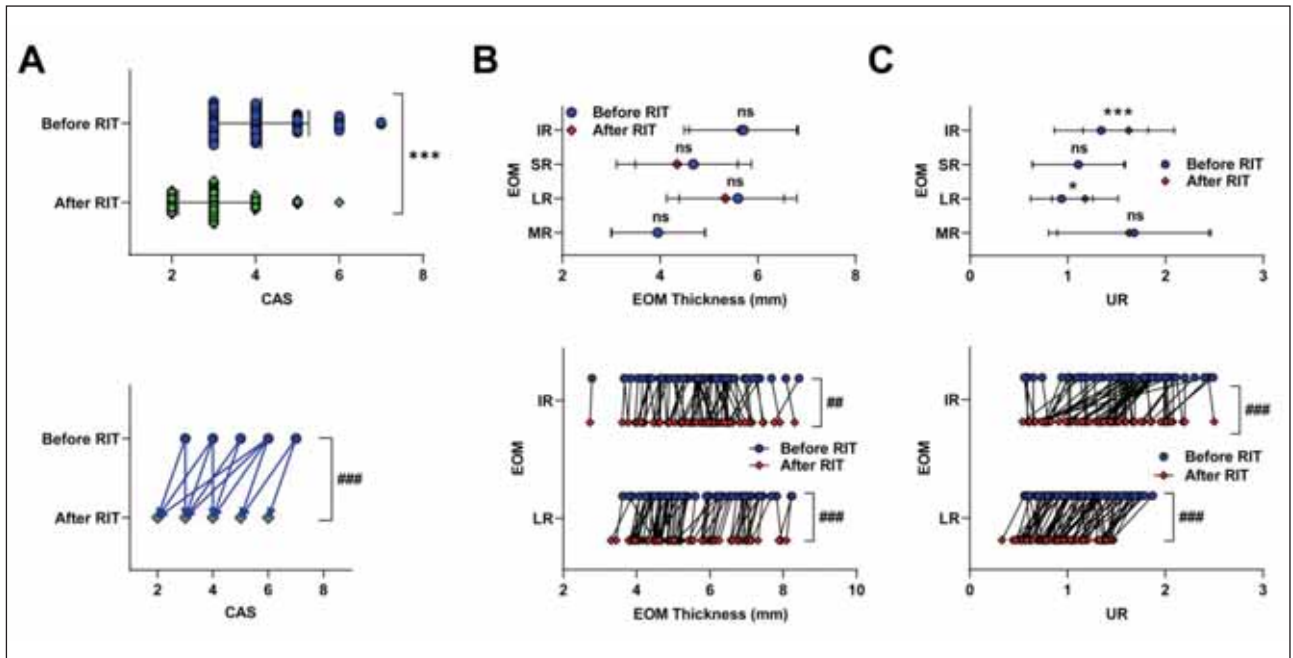 A
Before RIT
After RIT
***
2 4 6 8
CAS
Before RIT
After RIT
###
2 4 6 8
CAS
B
Before RIT
After RIT
EOM
IR
SR
LR
MR
ns
ns
ns
ns
2 4 6 8
EOM Thickness (mm)
EOM
IR
LR
##
Before RIT
After RIT
###
2 4 6 8 10
EOM Thickness (mm)
C
EOM
IR
SR
LR
MR
***
ns
*
ns
Before RIT
After RIT
0 1 2 3
UR
EOM
IR
LR
###
Before RIT
After RIT
###
0 1 2 3
UR